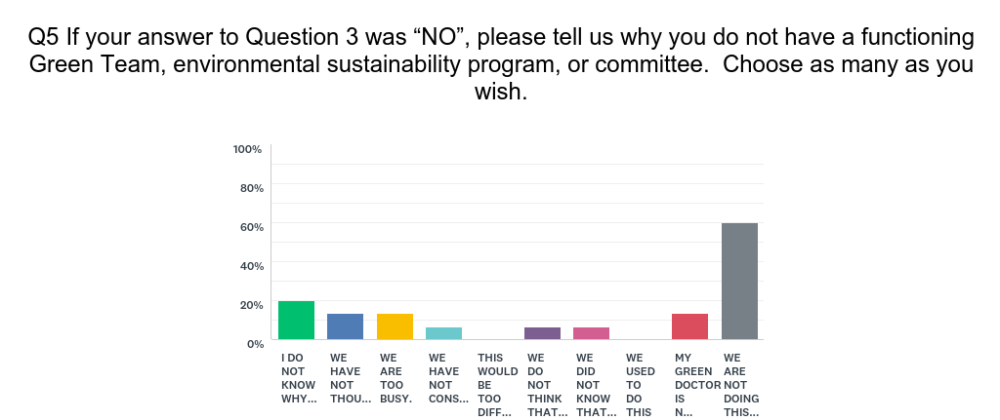 Q5 If your answer to Question 3 was “NO”, please tell us why you do not have a functioning
Green Team, environmental sustainability program, or committee.  Choose as many as you
wish.
100%
80%
60%
40%
20%
0%
I DO
NOT
KNOW
WHY...
WE
HAVE
NOT
THOU...
WE
ARE
TOO
BUSY.
WE
HAVE
NOT
CONS...
THIS
WOULD
BE
TOO
DIFF...
WE
DO
NOT
THINK
THAT...
WE
DID
NOT
KNOW
THAT...
WE
USED
TO
DO
THIS
MY
GREEN
DOCTOR
IS
N...
WE
ARE
NOT
DOING
THIS...